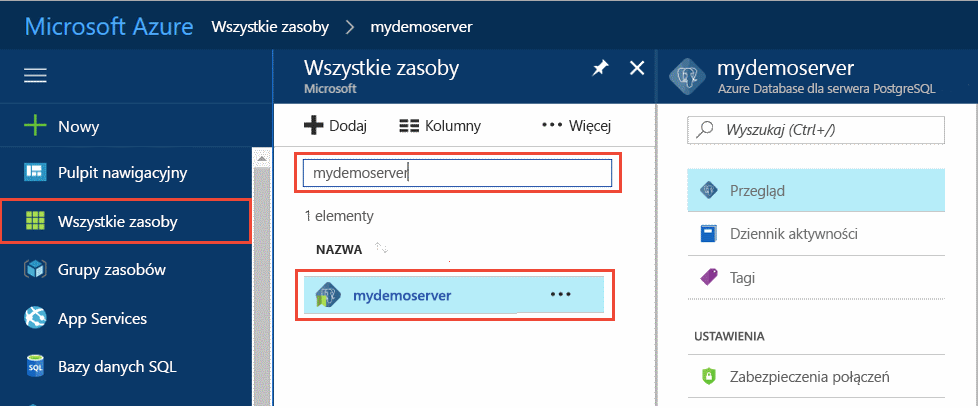 Microsoft Azure Wszystkie zasoby > mydemoserver
Nowy
Pulpit nawigacyjny
Wszystkie zasoby
Grupy zasobów
App Services
Bazy danych SQL
SQL
Wszystkie zasoby
Microsoft
Dodaj Kolumny Więcej
mydemoserver
1 elementy
NAZWA
mydemoserver
mydemoserver
Azure Database dla serwera PostgreSQL
Wyszukaj (Ctrl+/)
Przegląd
Dziennik aktywności
Tagi
USTAWIENIA
Zabezpieczenia połączeń